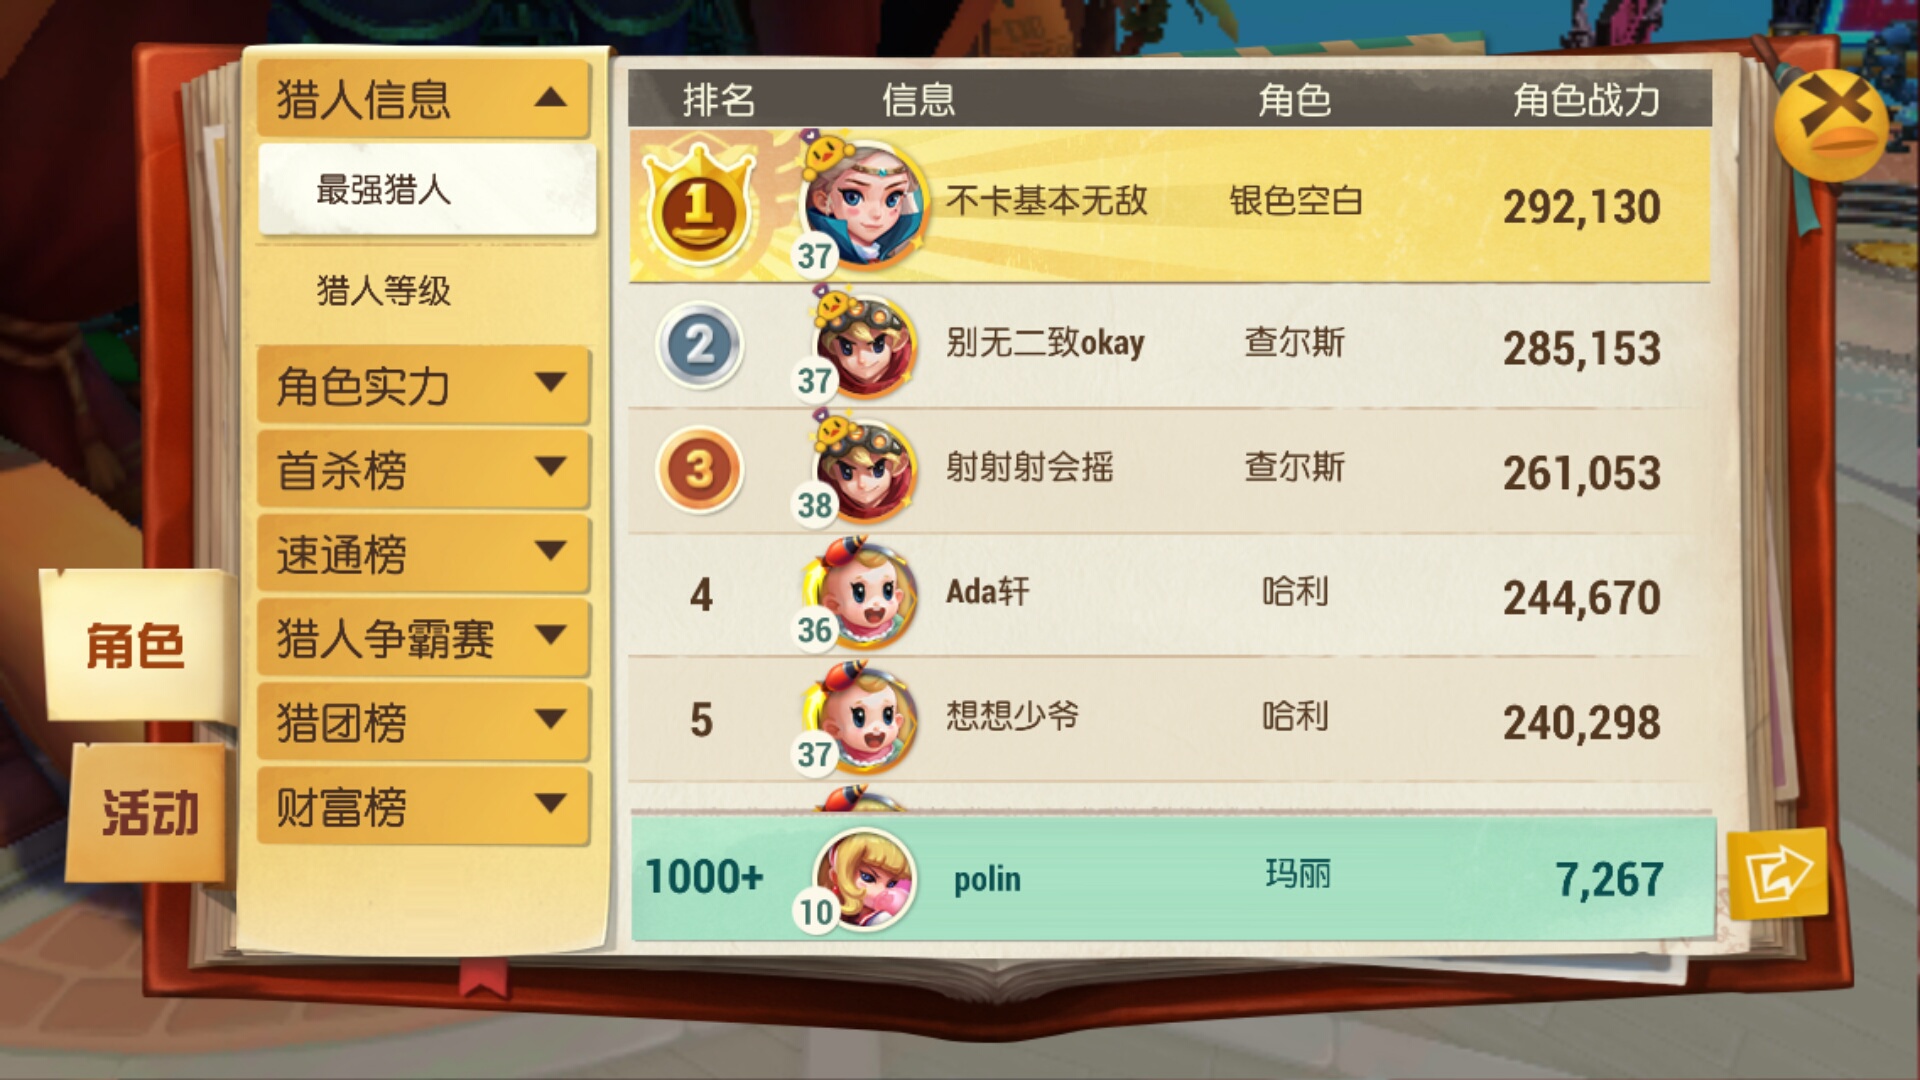 猎人信息
最强猎人
猎人等级
角色实力
首杀榜
速通榜
猎人争霸赛
猎团榜
财富榜
角色
活动
排名 信息 角色 角色战力
1 37 不卡基本无敌 银色空白 292,130
2 37 别无二致okay 查尔斯 285,153
3 38 射射射会摇 查尔斯 261,053
4 36 Ada轩 哈利 244,670
5 37 想想少爷 哈利 240,298
1000+ 10 polin 玛丽 7,267